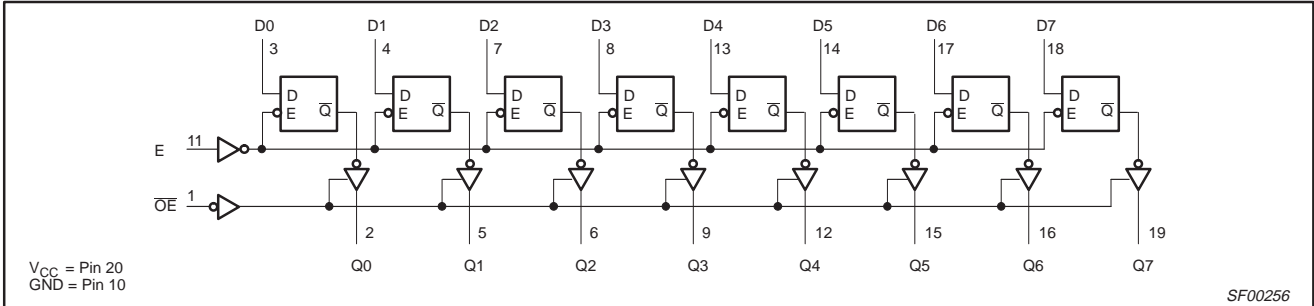 D0 D1 D2 D3 D4 D5 D6 D7
3 4 7 8 13 14 17 18
D D D D D D D D
E Q̅ E Q̅ E Q̅ E Q̅ E Q̅ E Q̅ E Q̅ E Q̅
E 11
O̅E̅ 1
2 5 6 9 12 15 16 19
Q0 Q1 Q2 Q3 Q4 Q5 Q6 Q7
VCC = Pin 20
GND = Pin 10
SF00256